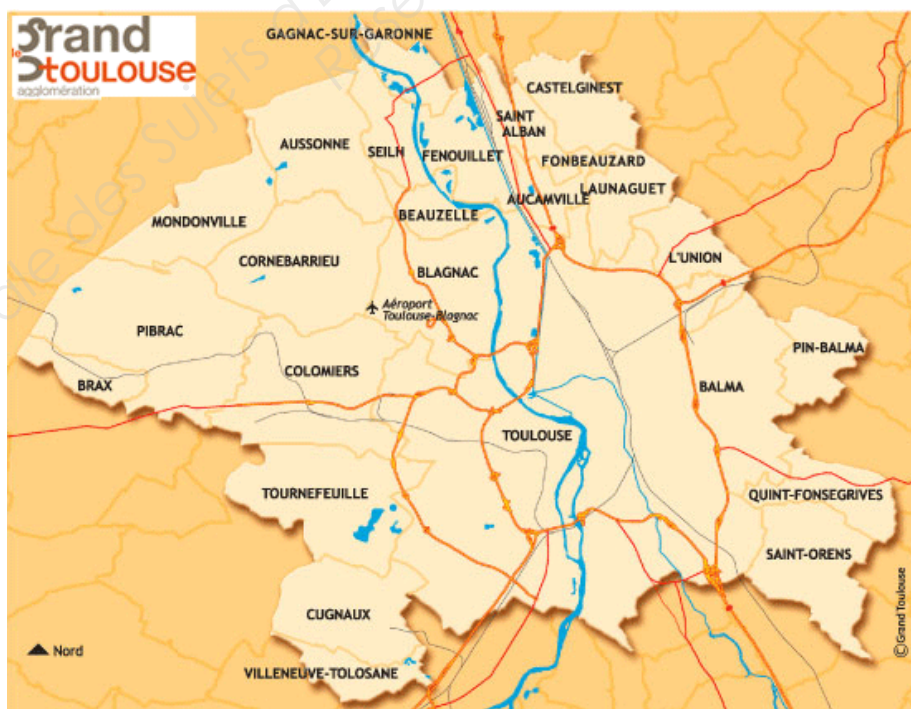 le
Grand
toulouse
agglomération
GAGNAC-SUR-GARONNE
CASTELGINEST
SAINT
ALBAN
AUSSONNE
SEILH
FENOUILLET
FONBEAUZARD
LAUNAGUET
AUCAMVILLE
MONDONVILLE
BEAUZELLE
CORNEBARRIEU
L'UNION
BLAGNAC
Aéroport
Toulouse-Blagnac
PIBRAC
PIN-BALMA
BRAX
COLOMIERS
BALMA
TOULOUSE
TOURNEFEUILLE
QUINT-FONSEGRIVES
SAINT-ORENS
CUGNAUX
Nord
VILLENEUVE-TOLOSANE
© Grand Toulouse
des Sujets d